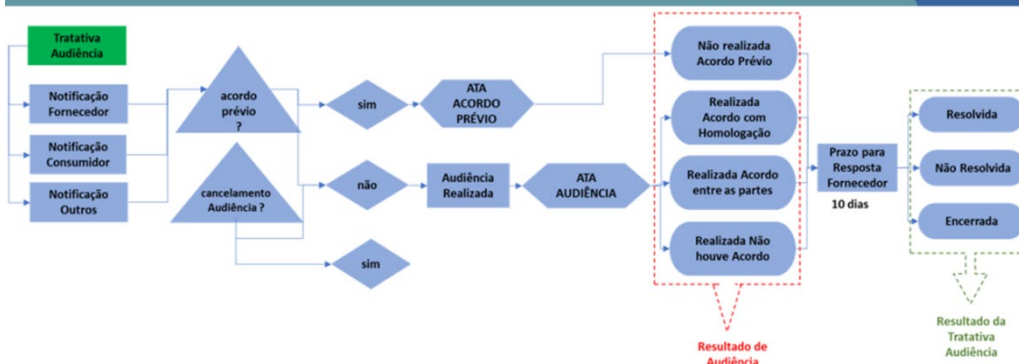 Tratativa
Audiência
Notificação
Fornecedor
Notificação
Consumidor
Notificação
Outros
acordo
prévio
?
cancelamento
Audiência ?
sim
não
sim
ATA
ACORDO
PRÉVIO
Audiência
Realizada
ATA
AUDIÊNCIA
Não realizada
Acordo Prévio
Realizada
Acordo com
Homologação
Realizada Acordo
entre as partes
Realizada Não
houve Acordo
Resultado de
Audiência
Prazo para
Resposta
Fornecedor
10 dias
Resolvida
Não Resolvida
Encerrada
Resultado da
Tratativa
Audiência